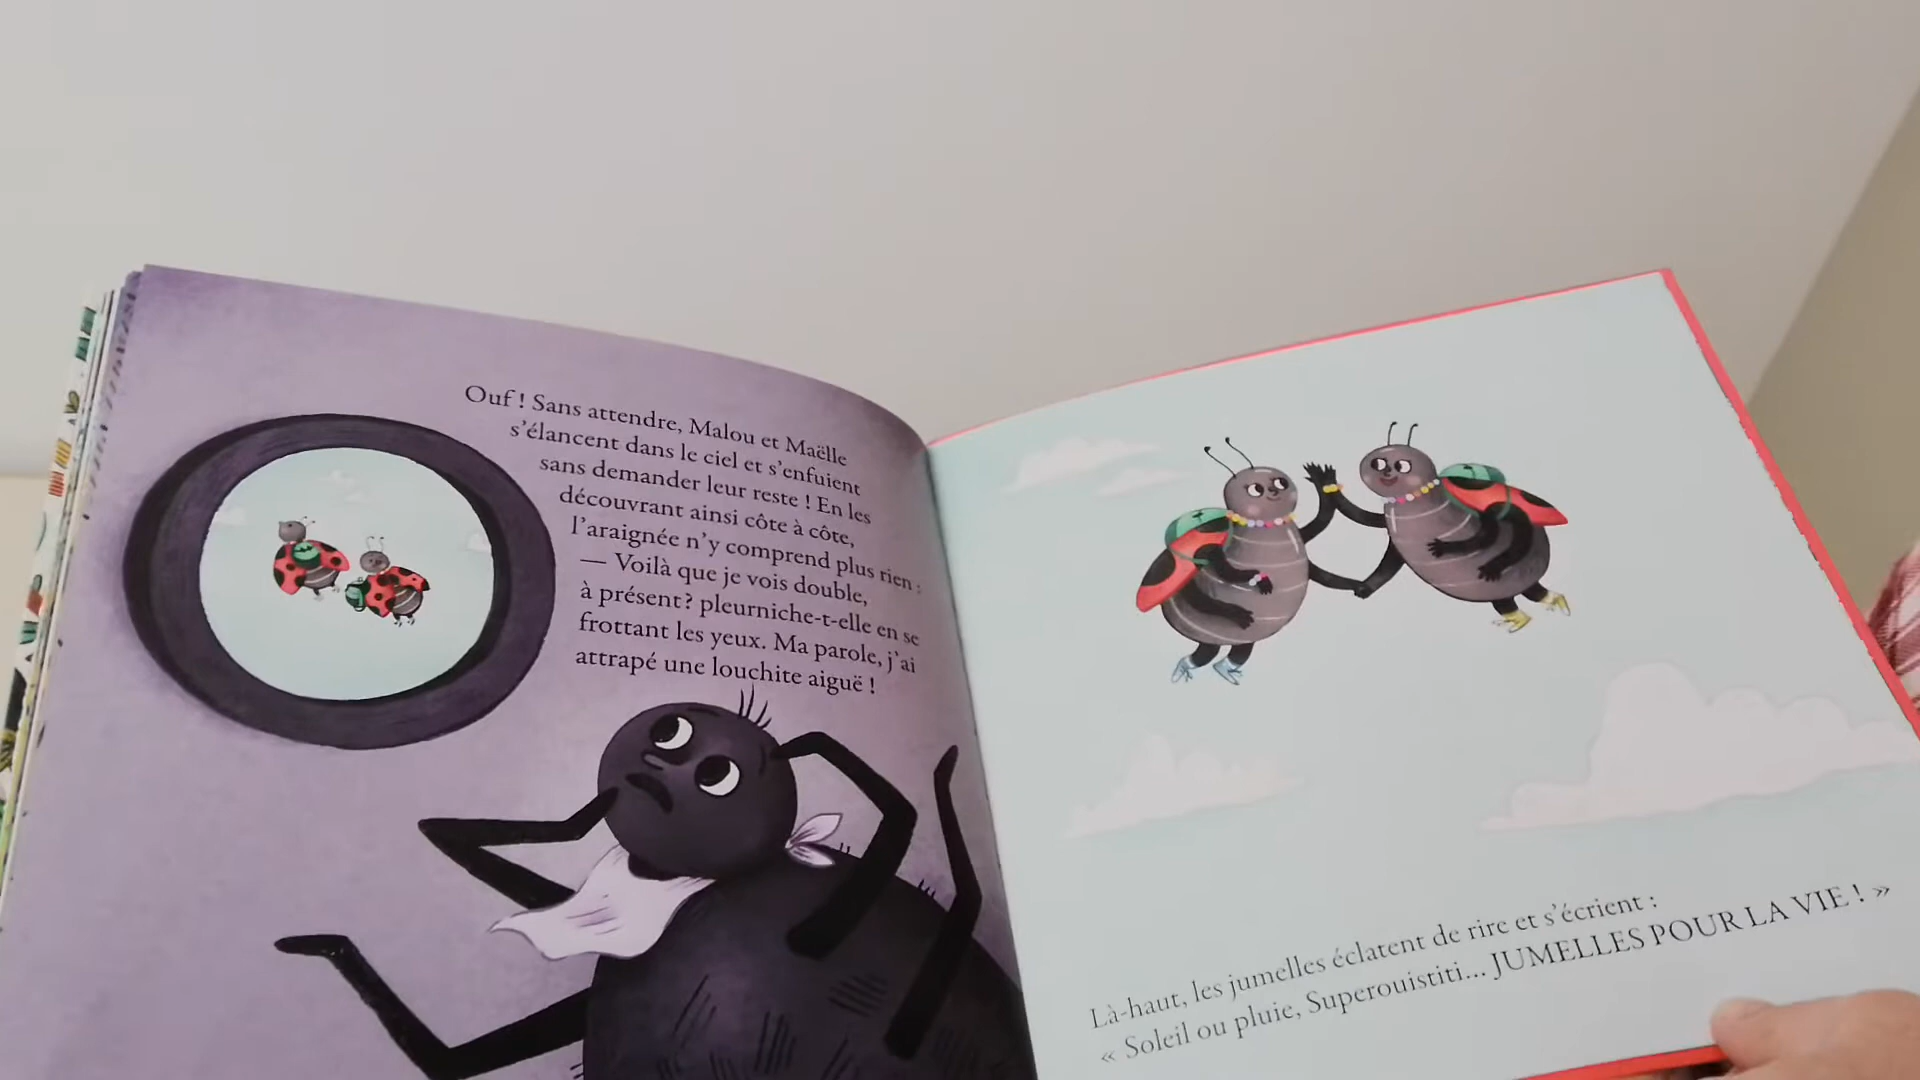 Ouf ! Sans attendre, Malou et Maëlle
s’élancent dans le ciel et s’enfuient
sans demander leur reste ! En les
découvrant ainsi côte à côte,
l’araignée n’y comprend plus rien :
— Voilà que je vois double,
à présent? pleurniche-t-elle en se
frottant les yeux. Ma parole, j’ai
attrapé une louchite aiguë !
Là-haut, les jumelles éclatent de rire et s’écrient :
« Soleil ou pluie, Superouistiti... JUMELLES POUR LA VIE ! »